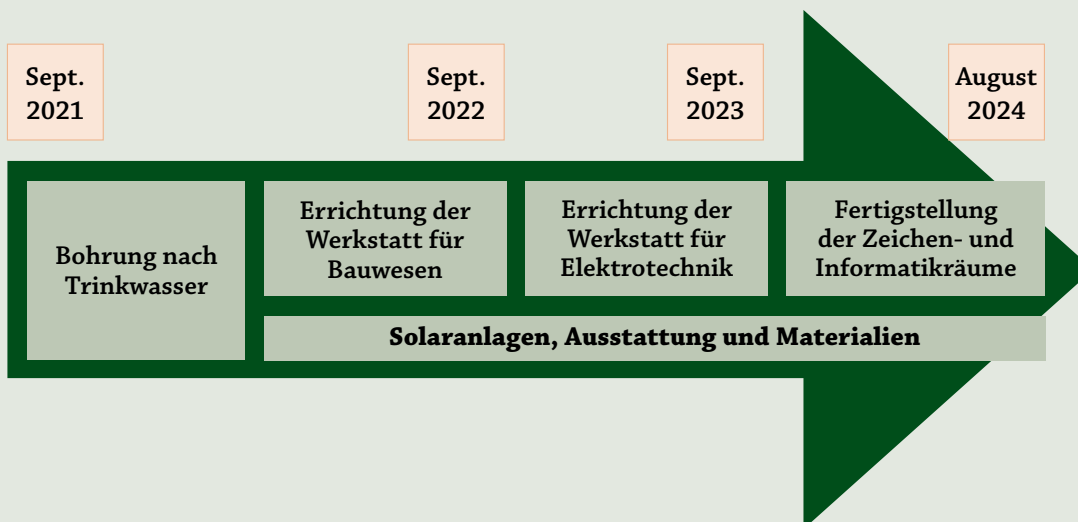 Sept.
2021
Sept.
2022
Sept.
2023
August
2024
Bohrung nach
Trinkwasser
Errichtung der
Werkstatt für
Bauwesen
Errichtung der
Werkstatt für
Elektrotechnik
Fertigstellung
der Zeichen- und
Informatikräume
Solaranlagen, Ausstattung und Materialien